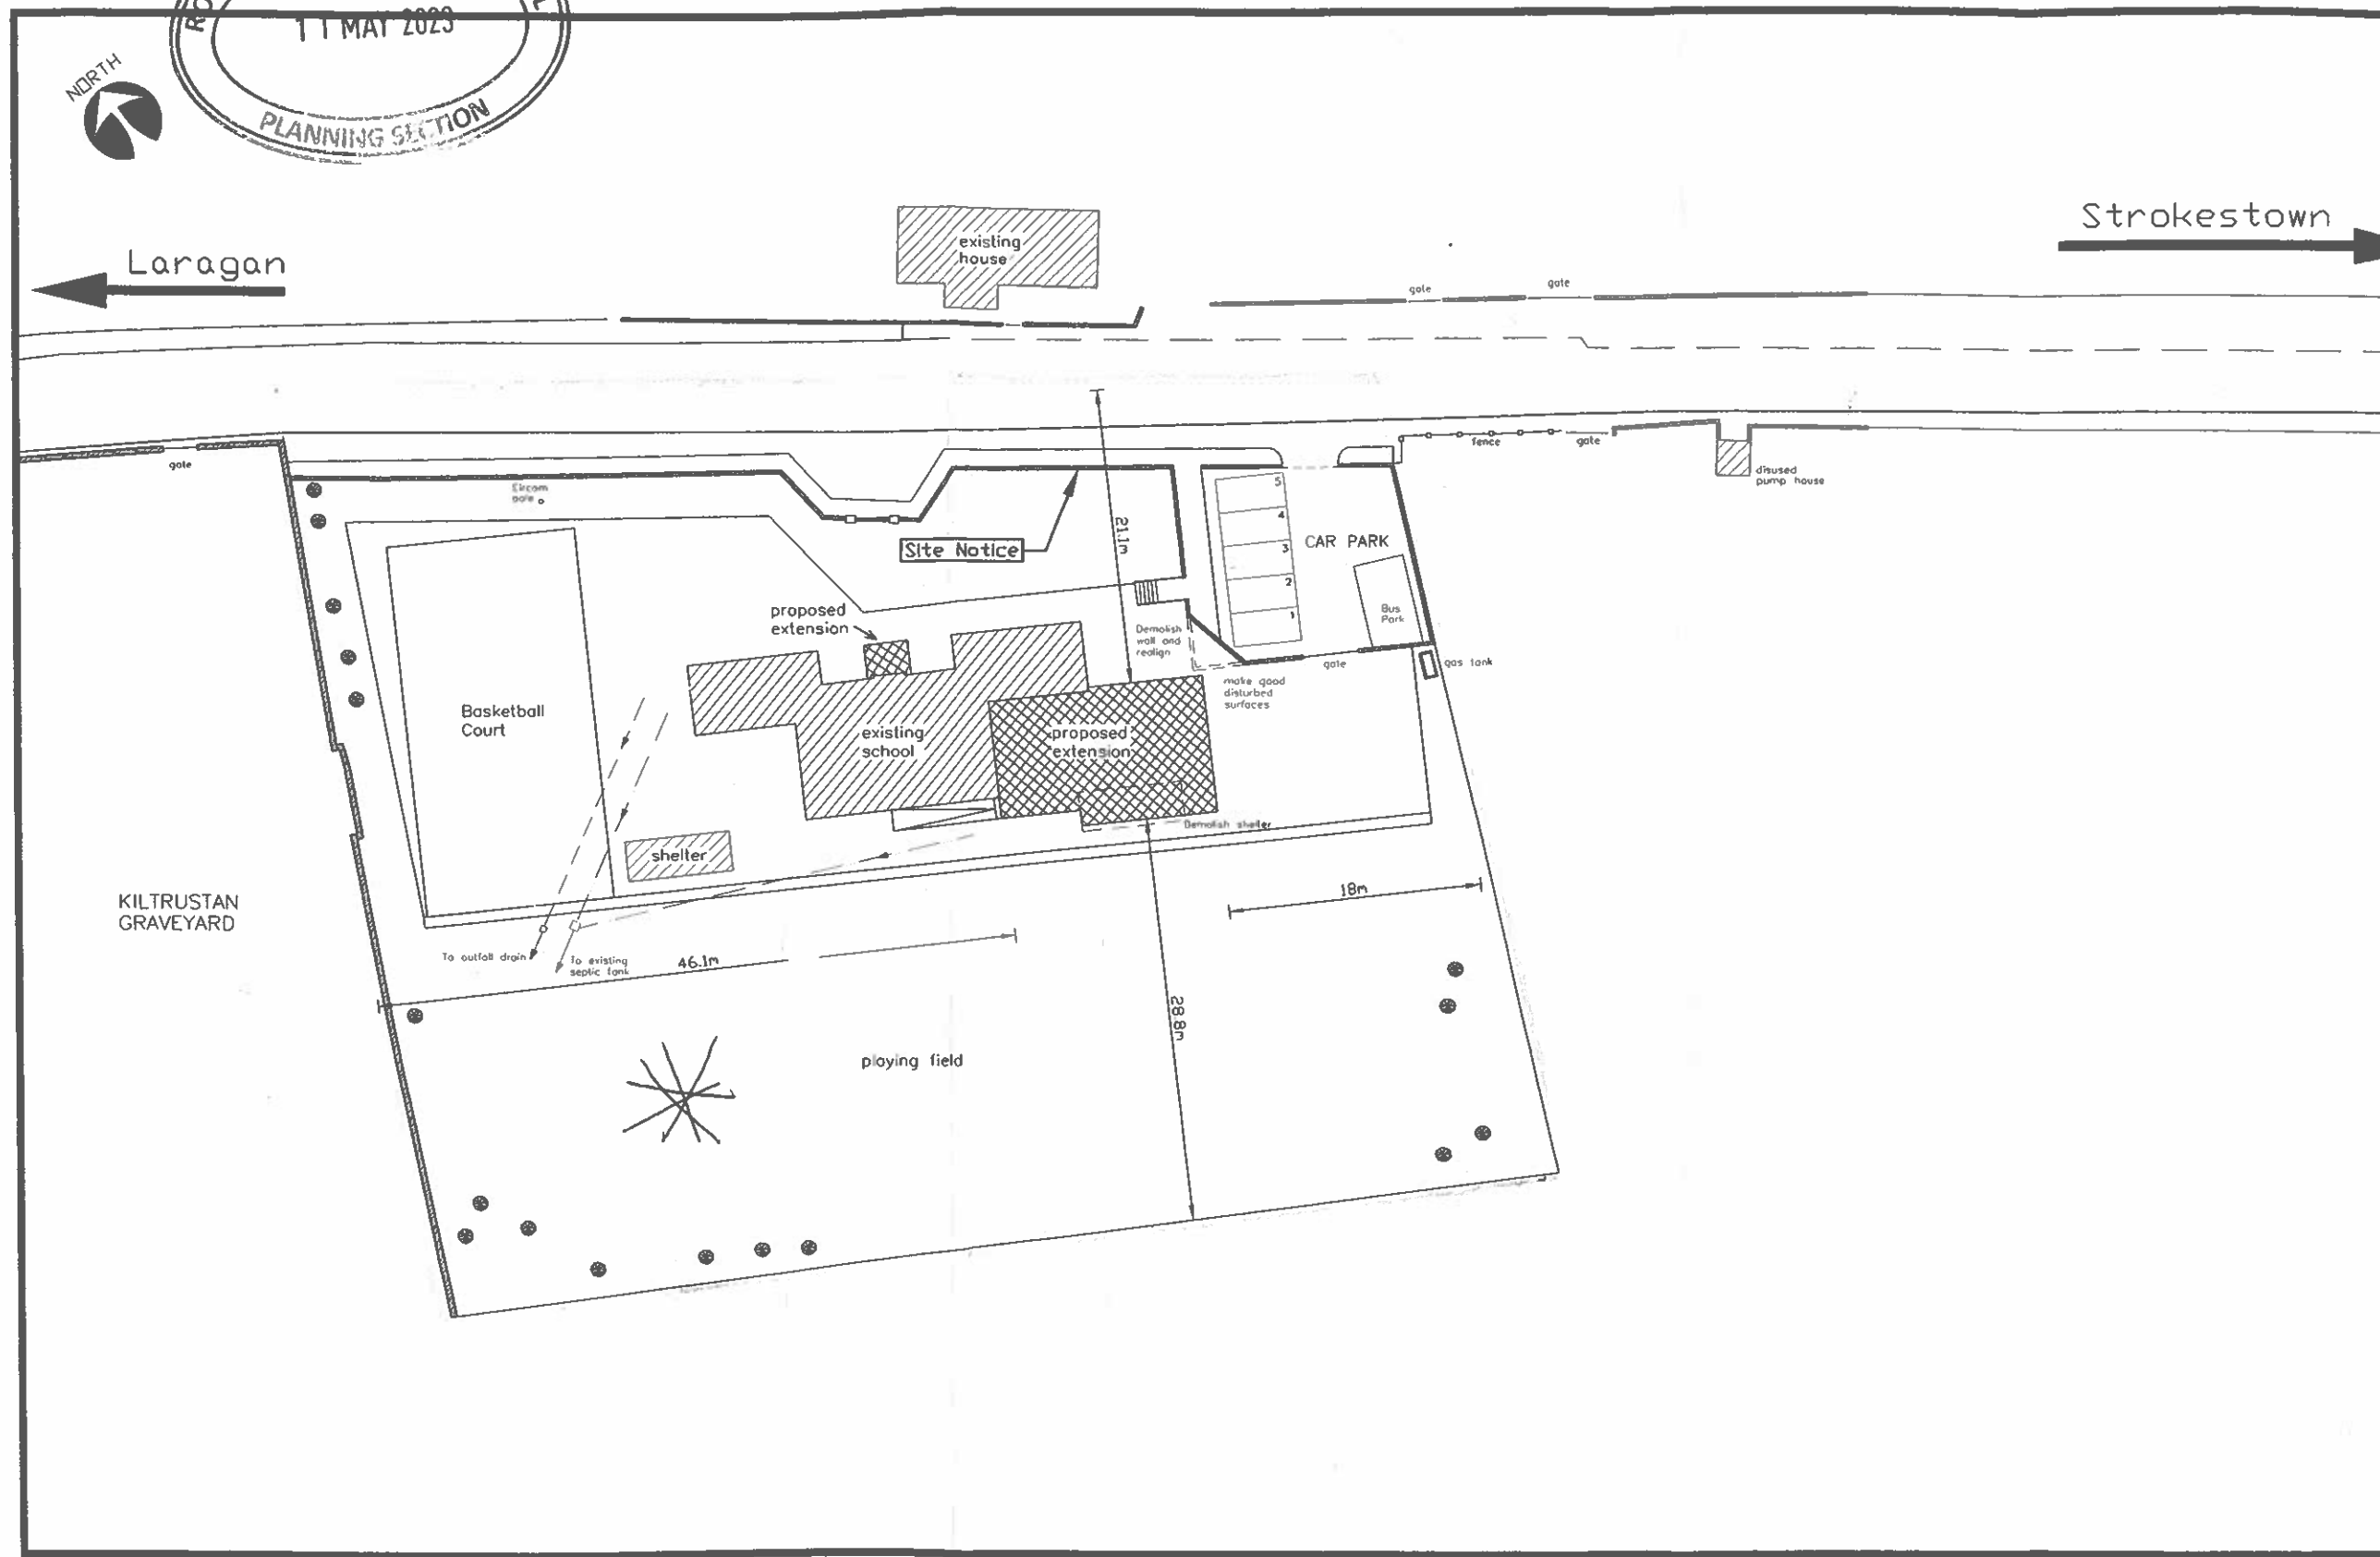 11 MAY 2023
PLANNING SECTION
NORTH
Laragan
Strokestown
existing
house
gate
gate
gate
fence
gate
disused
pump house
Eircom
pole
Site Notice
21.1m
5
4
3
2
1
CAR PARK
Bus
Park
proposed
extension
Demolish
wall and
realign
gate
gas tank
make good
disturbed
surfaces
Basketball
Court
existing
school
proposed
extension
Demolish shelter
shelter
KILTRUSTAN
GRAVEYARD
18m
To outfall drain
To existing
septic tank
46.1m
28.8m
playing field